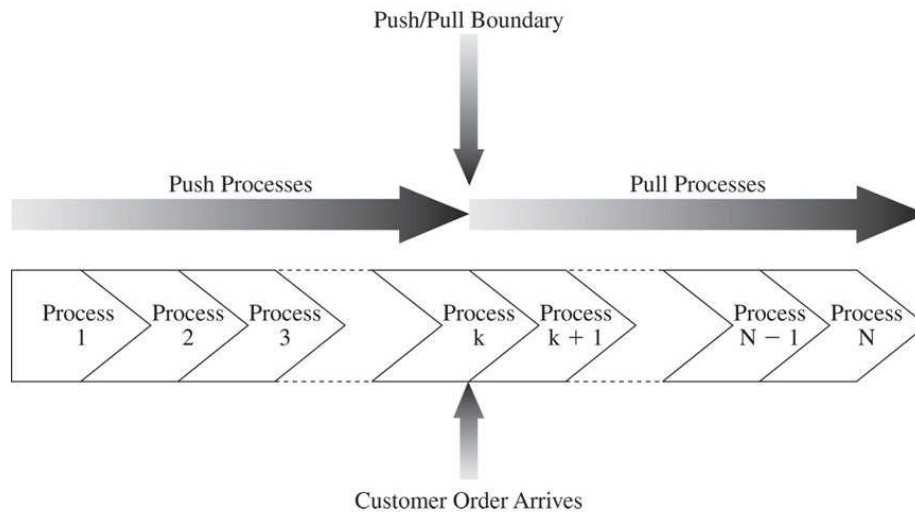 Push/Pull Boundary
Push Processes
Pull Processes
Process
1
Process
2
Process
3
Process
k
Process
k + 1
Process
N − 1
Process
N
Customer Order Arrives